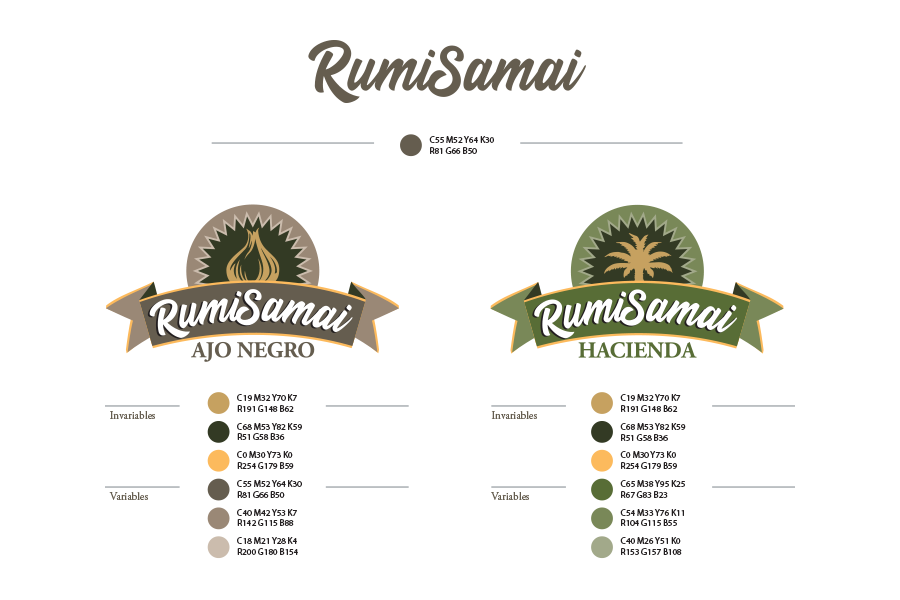 RumiSamai
C55 M52 Y64 K30
R81 G66 B50
RumiSamai
AJO NEGRO
Invariables
C19 M32 Y70 K7
R191 G148 B62
C68 M53 Y82 K59
R51 G58 B36
C0 M30 Y73 K0
R254 G179 B59
Variables
C55 M52 Y64 K30
R81 G66 B50
C40 M42 Y53 K7
R142 G115 B88
C18 M21 Y28 K4
R200 G180 B154
RumiSamai
HACIENDA
Invariables
C19 M32 Y70 K7
R191 G148 B62
C68 M53 Y82 K59
R51 G58 B36
C0 M30 Y73 K0
R254 G179 B59
Variables
C65 M38 Y95 K25
R67 G83 B23
C54 M33 Y76 K11
R104 G115 B55
C40 M26 Y51 K0
R153 G157 B108